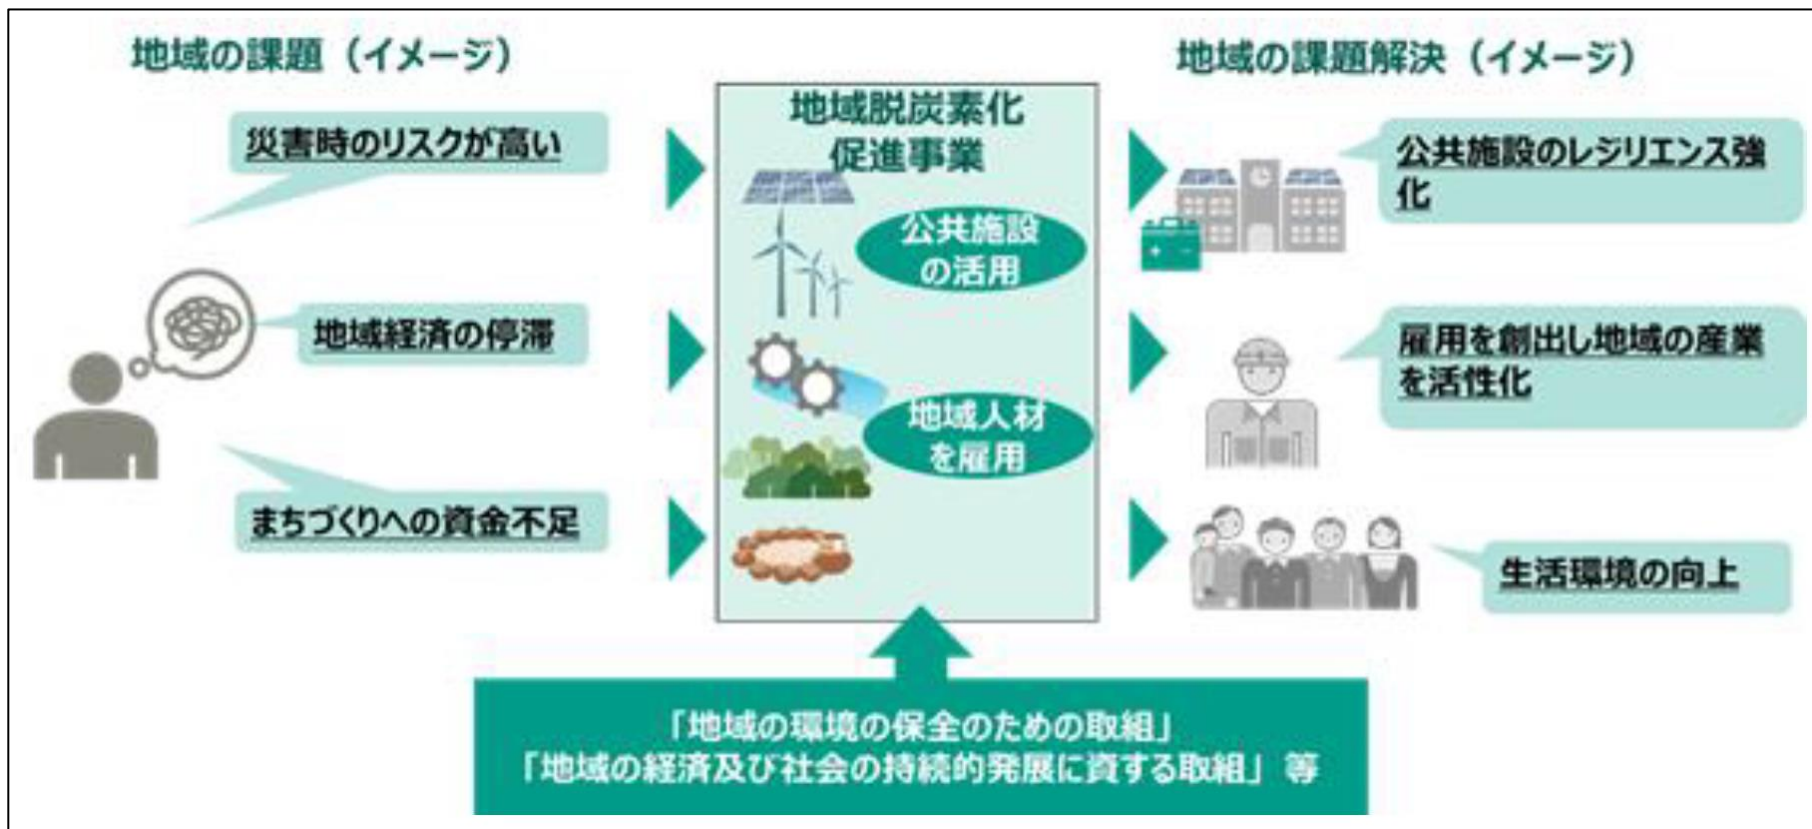 地域の課題（イメージ）
災害時のリスクが高い
地域経済の停滞
まちづくりへの資金不足
地域脱炭素化
促進事業
公共施設
の活用
地域人材
を雇用
地域の課題解決（イメージ）
公共施設のレジリエンス強
化
雇用を創出し地域の産業
を活性化
生活環境の向上
「地域の環境の保全のための取組」
「地域の経済及び社会の持続的発展に資する取組」等